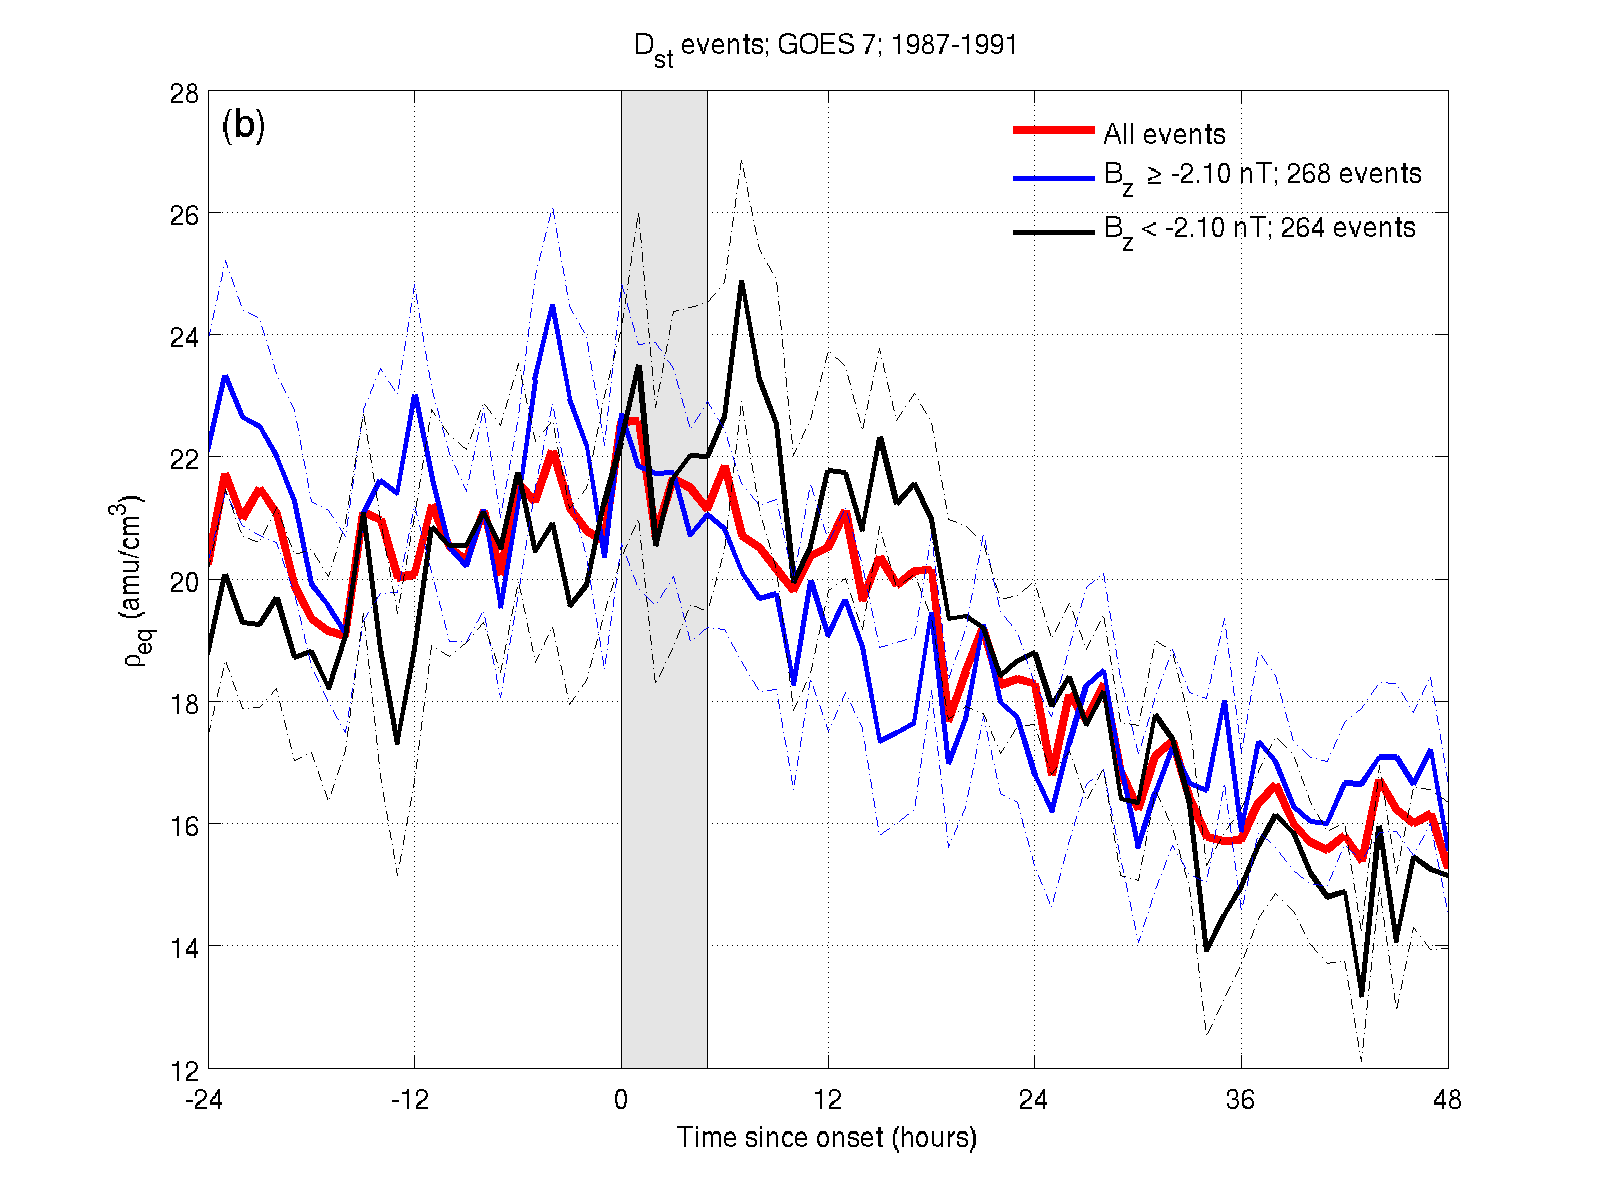 D_st events; GOES 7; 1987-1991
(b)
All events
B_z ≥ -2.10 nT; 268 events
B_z < -2.10 nT; 264 events
28
26
24
22
20
18
16
14
12
ρ_eq (amu/cm^3)
-24 -12 0 12 24 36 48
Time since onset (hours)